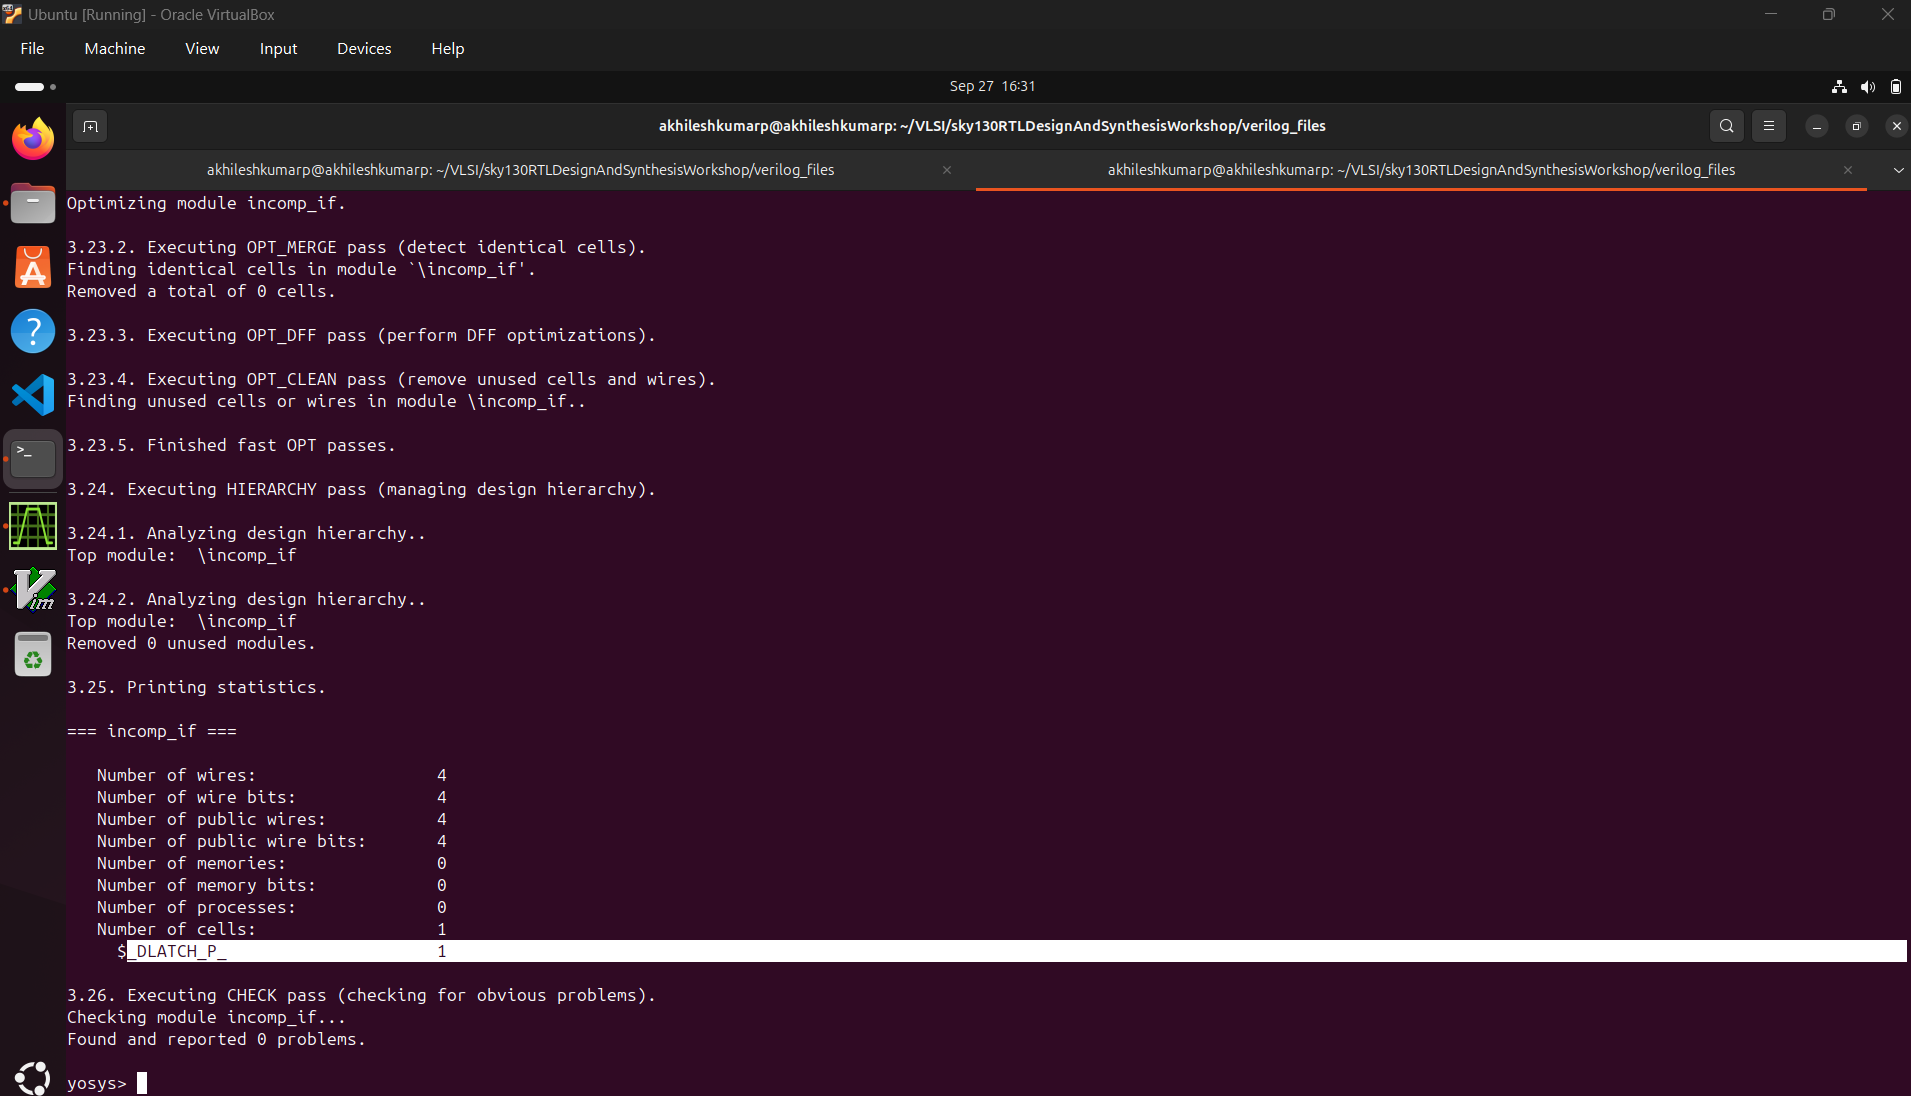 Ubuntu [Running] - Oracle VirtualBox
File Machine View Input Devices Help
Sep 27 16:31
akhileshkumarp@akhileshkumarp: ~/VLSI/sky130RTLDesignAndSynthesisWorkshop/verilog_files
akhileshkumarp@akhileshkumarp: ~/VLSI/sky130RTLDesignAndSynthesisWorkshop/verilog_files
akhileshkumarp@akhileshkumarp: ~/VLSI/sky130RTLDesignAndSynthesisWorkshop/verilog_files
Optimizing module incomp_if.
3.23.2. Executing OPT_MERGE pass (detect identical cells).
Finding identical cells in module `\incomp_if'.
Removed a total of 0 cells.
3.23.3. Executing OPT_DFF pass (perform DFF optimizations).
3.23.4. Executing OPT_CLEAN pass (remove unused cells and wires).
Finding unused cells or wires in module \incomp_if..
3.23.5. Finished fast OPT passes.
3.24. Executing HIERARCHY pass (managing design hierarchy).
3.24.1. Analyzing design hierarchy..
Top module:  \incomp_if
3.24.2. Analyzing design hierarchy..
Top module:  \incomp_if
Removed 0 unused modules.
3.25. Printing statistics.
=== incomp_if ===
Number of wires: 4
Number of wire bits: 4
Number of public wires: 4
Number of public wire bits: 4
Number of memories: 0
Number of memory bits: 0
Number of processes: 0
Number of cells: 1
$_DLATCH_P_ 1
3.26. Executing CHECK pass (checking for obvious problems).
Checking module incomp_if...
Found and reported 0 problems.
yosys>